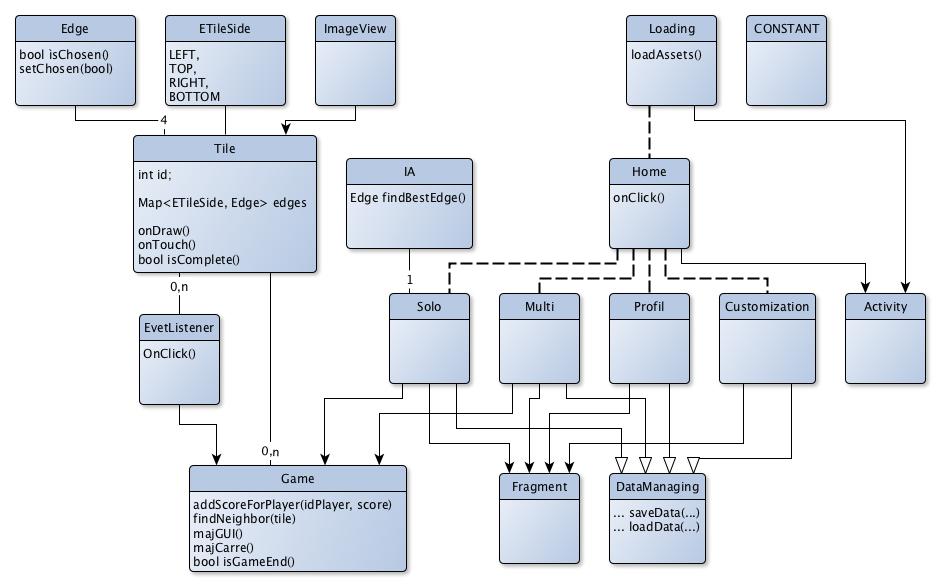 Edge
bool isChosen()
setChosen(bool)
ETileSide
LEFT,
TOP,
RIGHT,
BOTTOM
ImageView
Loading
loadAssets()
CONSTANT
4
Tile
int id;
Map<ETileSide, Edge> edges
onDraw()
onTouch()
bool isComplete()
IA
Edge findBestEdge()
Home
onClick()
0,n
1
EvetListener
OnClick()
Solo
Multi
Profil
Customization
Activity
0,n
Game
addScoreForPlayer(idPlayer, score)
findNeighbor(tile)
majGUI()
majCarre()
bool isGameEnd()
Fragment
DataManaging
... saveData(...)
... loadData(...)